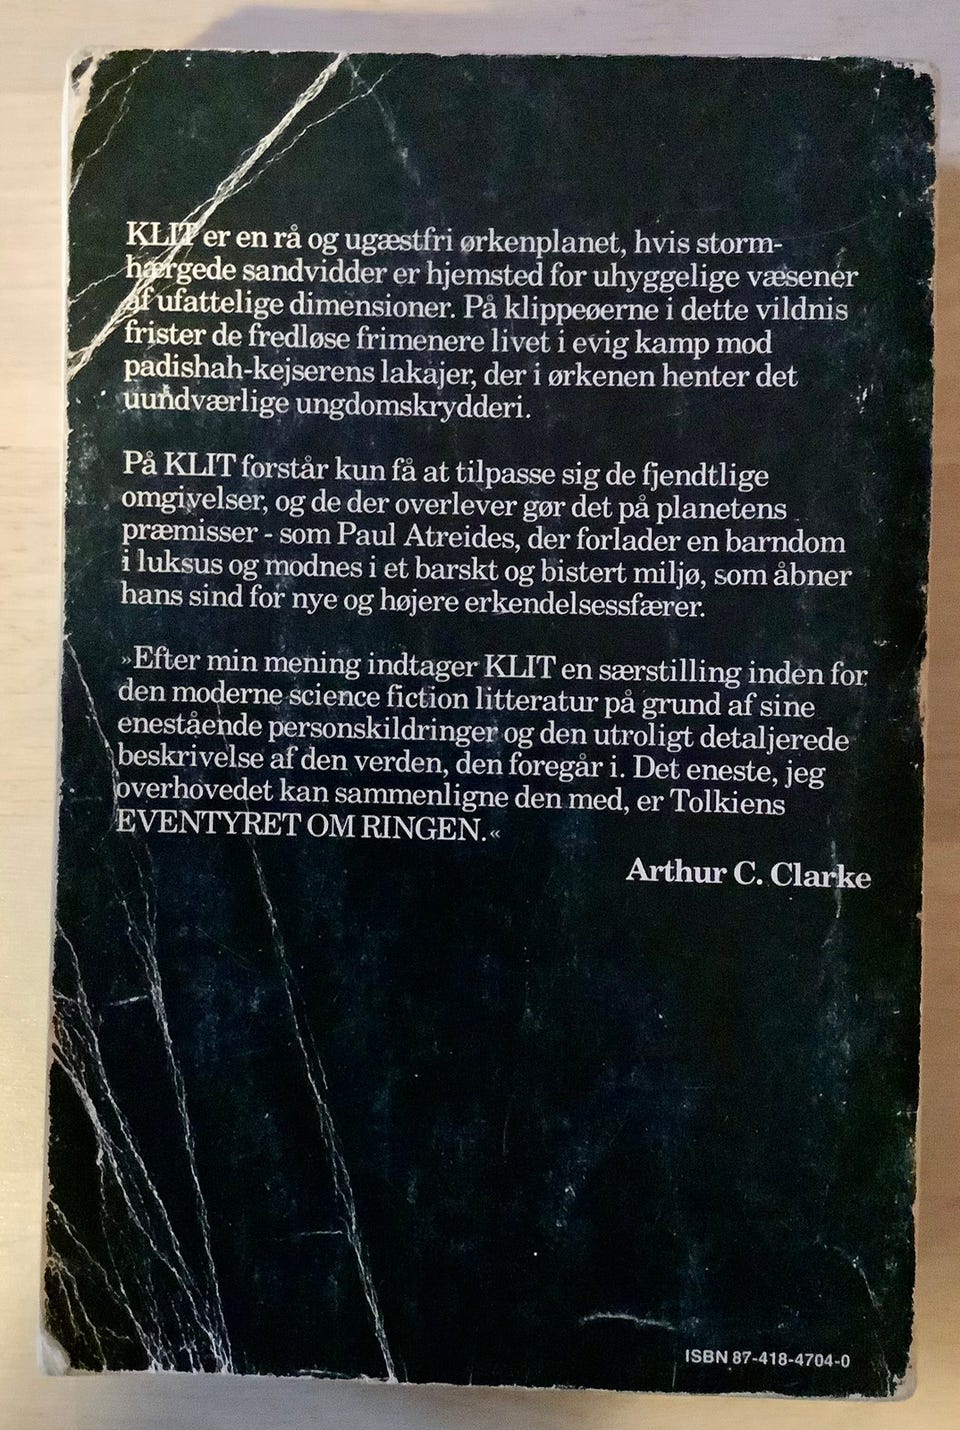 KLIT er en rå og ugæstfri ørkenplanet, hvis storm-
hærgede sandvidder er hjemsted for uhyggelige væsener
af ufattelige dimensioner. På klippeøerne i dette vildnis
frister de fredløse frimenere livet i evig kamp mod
padishah-kejserens lakajer, der i ørkenen henter det
uundværlige ungdomskrydderi.
På KLIT forstår kun få at tilpasse sig de fjendtlige
omgivelser, og de der overlever gør det på planetens
præmisser - som Paul Atreides, der forlader en barndom
i luksus og modnes i et barskt og bistert miljø, som åbner
hans sind for nye og højere erkendelsessfærer.
»Efter min mening indtager KLIT en særstilling inden for
den moderne science fiction litteratur på grund af sine
enestående personskildringer og den utroligt detaljerede
beskrivelse af den verden, den foregår i. Det eneste, jeg
overhovedet kan sammenligne den med, er Tolkiens
EVENTYRET OM RINGEN.«
Arthur C. Clarke
ISBN 87-418-4704-0